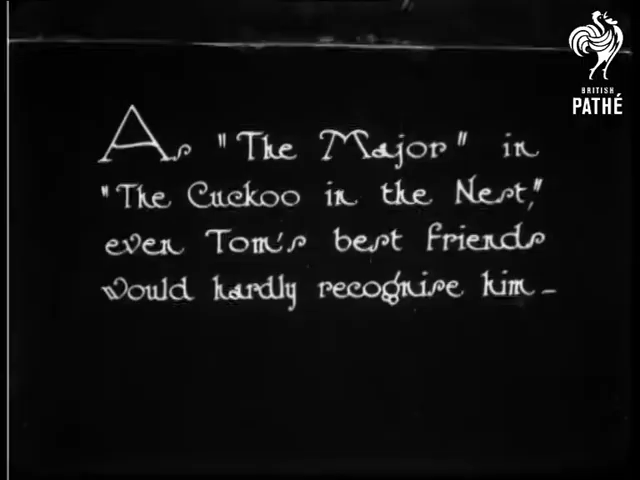 BRITISH
PATHÉ
As "The Major" in
"The Cuckoo in the Nest,"
even Tom's best friends
would hardly recognise him –